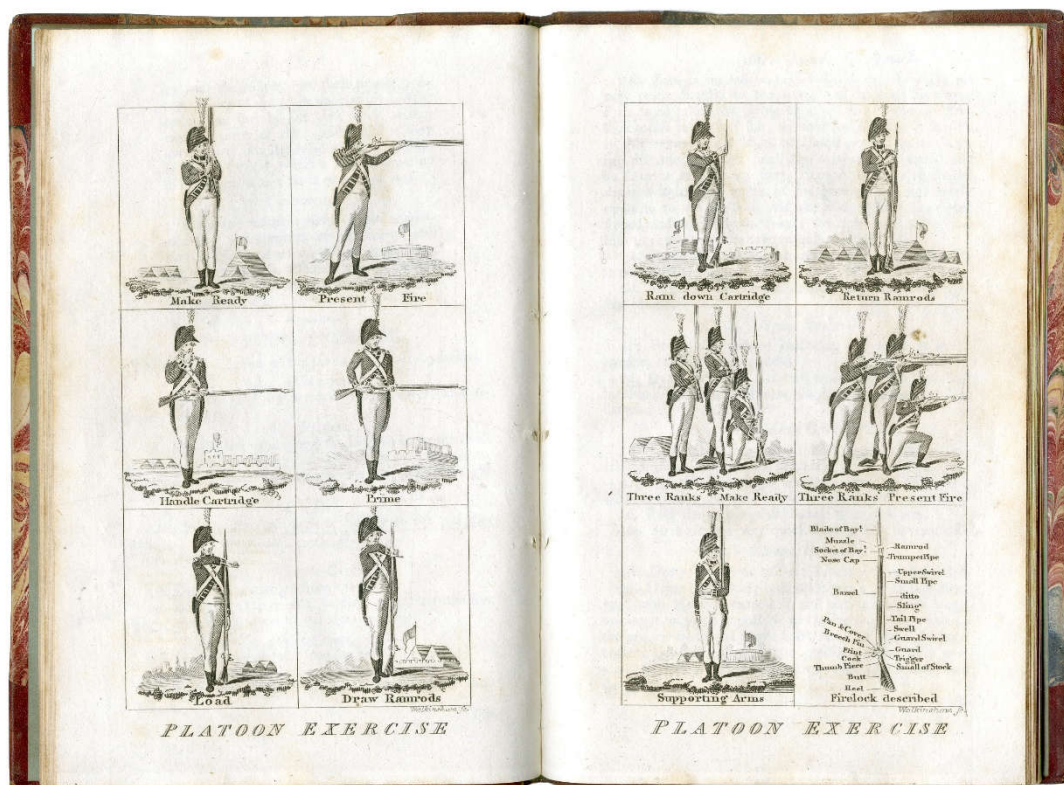 Make Ready
Present Fire
Handle Cartridge
Prime
Load
Draw Ramrods
PLATOON EXERCISE
Ram down Cartridge
Return Ramrods
Three Ranks Make Ready
Three Ranks Present Fire
Supporting Arms
Blade of Bayt.
Muzzle
Socket of Bayt.
Nose Cap
Barrel
Pan & Cover
Breech Pin
Flint
Cock
Thumb Piece
Butt
Heel
Ramrod
Trumpet Pipe
Upper Swivel
Small Pipe
ditto
Sling
Tail Pipe
Swell
Guard Swivel
Guard
Trigger
Small of Stock
Firelock described
PLATOON EXERCISE